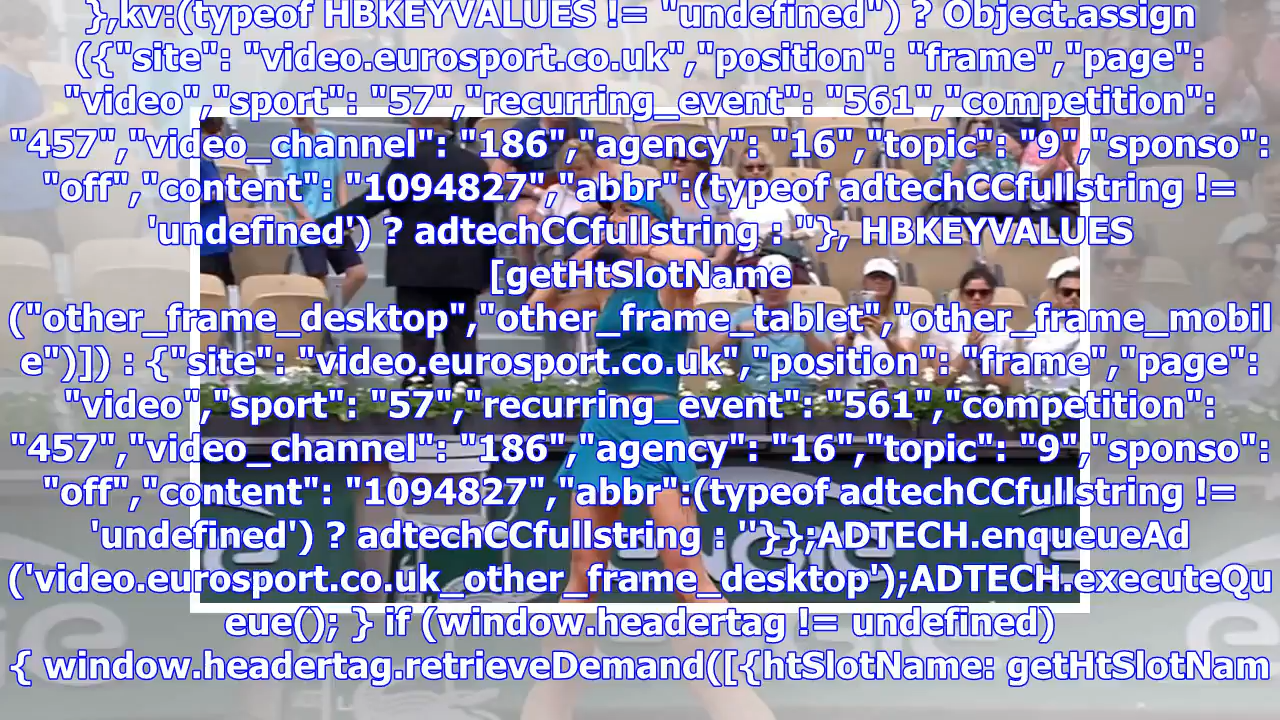 },kv:(typeof HBKEYVALUES != "undefined") ? Object.assign
({"site": "video.eurosport.co.uk","position": "frame","page":
"video","sport": "57","recurring_event": "561","competition":
"457","video_channel": "186","agency": "16","topic": "9","sponso":
"off","content": "1094827","abbr":(typeof adtechCCfullstring !=
'undefined') ? adtechCCfullstring : ''}, HBKEYVALUES
[getHtSlotName
("other_frame_desktop","other_frame_tablet","other_frame_mobil
e")]) : {"site": "video.eurosport.co.uk","position": "frame","page":
"video","sport": "57","recurring_event": "561","competition":
"457","video_channel": "186","agency": "16","topic": "9","sponso":
"off","content": "1094827","abbr":(typeof adtechCCfullstring !=
'undefined') ? adtechCCfullstring : ''}};ADTECH.enqueueAd
('video.eurosport.co.uk_other_frame_desktop');ADTECH.executeQu
eue(); } if (window.headertag != undefined)
{ window.headertag.retrieveDemand([{htSlotName: getHtSlotNam